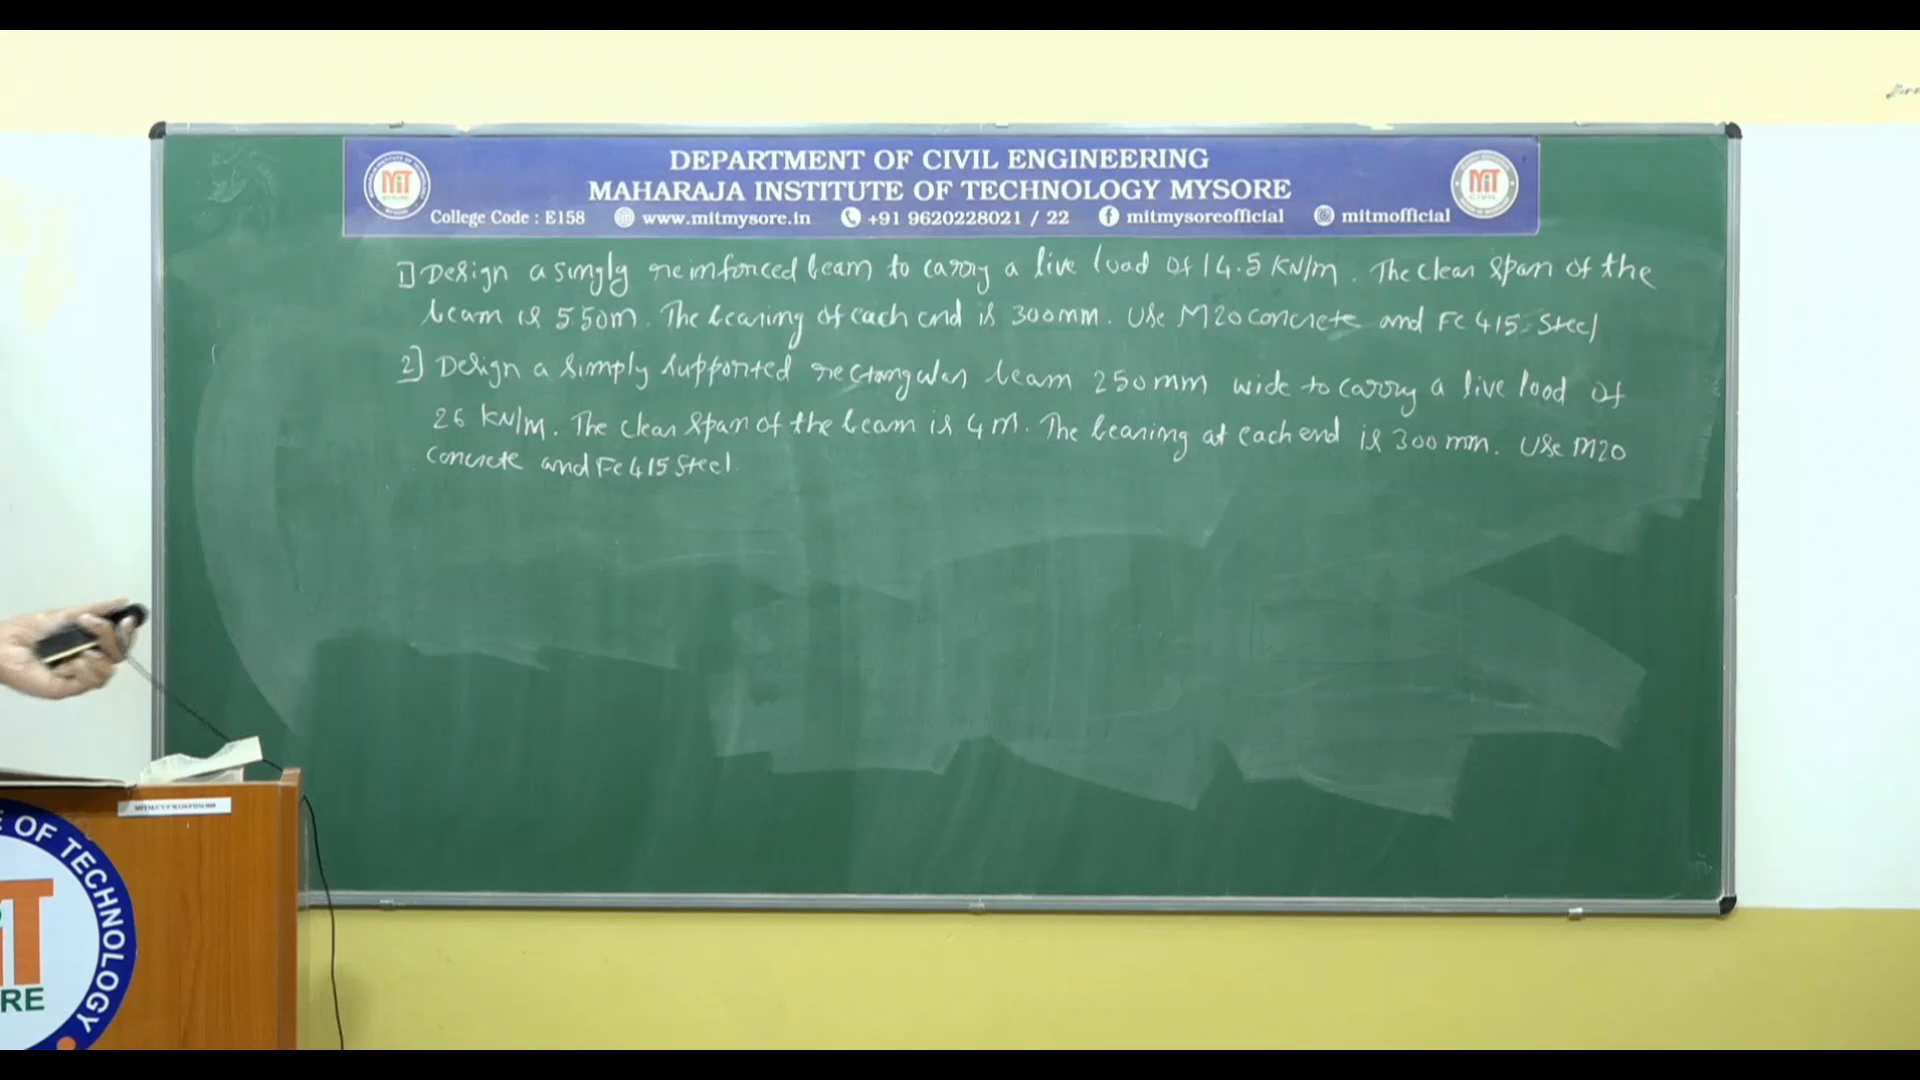 DEPARTMENT OF CIVIL ENGINEERING
MAHARAJA INSTITUTE OF TECHNOLOGY MYSORE
College Code : E158 www.mitmysore.in +91 9620228021 / 22 mitmysoreofficial mitmofficial
MIT
MIT
CIVIL
1] Design a singly reinforced beam to carry a live load of 14.5 KN/m. The clear span of the
beam is 5.50m. The bearing of each end is 300mm. Use M20 concrete and Fe 415 Steel
2] Design a simply supported rectangular beam 250mm wide to carry a live load of
26 KN/m. The clear span of the beam is 4m. The bearing at each end is 300mm. Use M20
concrete and Fe 415 Steel.
E OF TECHNOLOGY
IT
RE